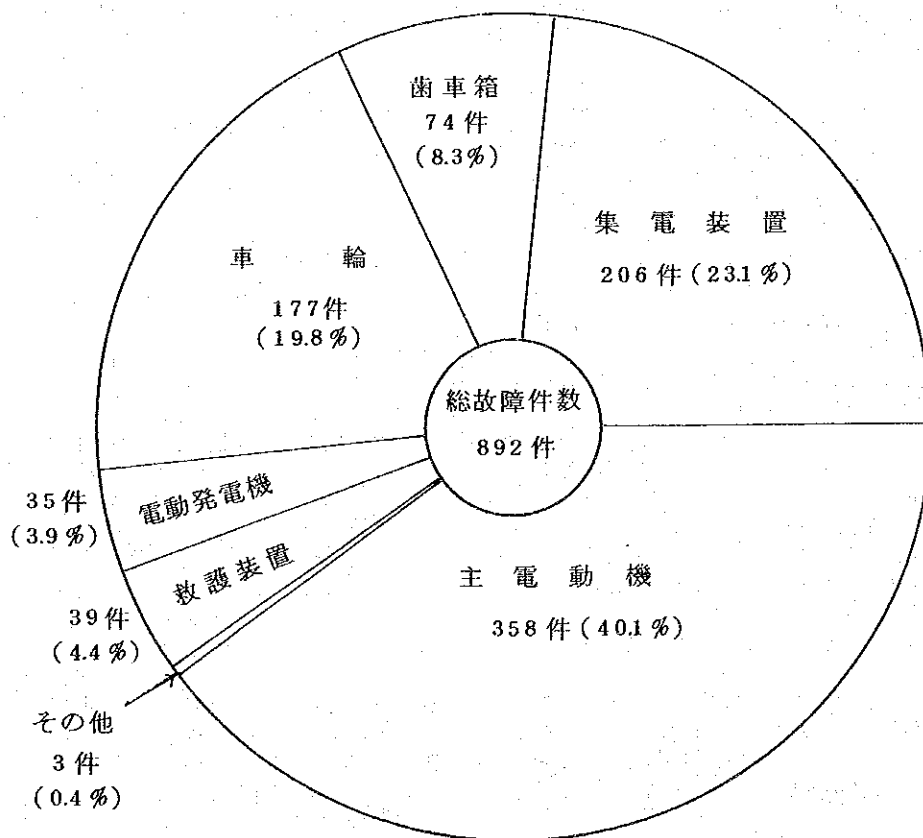 歯車箱
74件
(8.3%)
集電装置
206件(23.1%)
車輪
177件
(19.8%)
総故障件数
892件
35件
(3.9%)
電動発電機
救護装置
39件
(4.4%)
主電動機
358件(40.1%)
その他
3件
(0.4%)